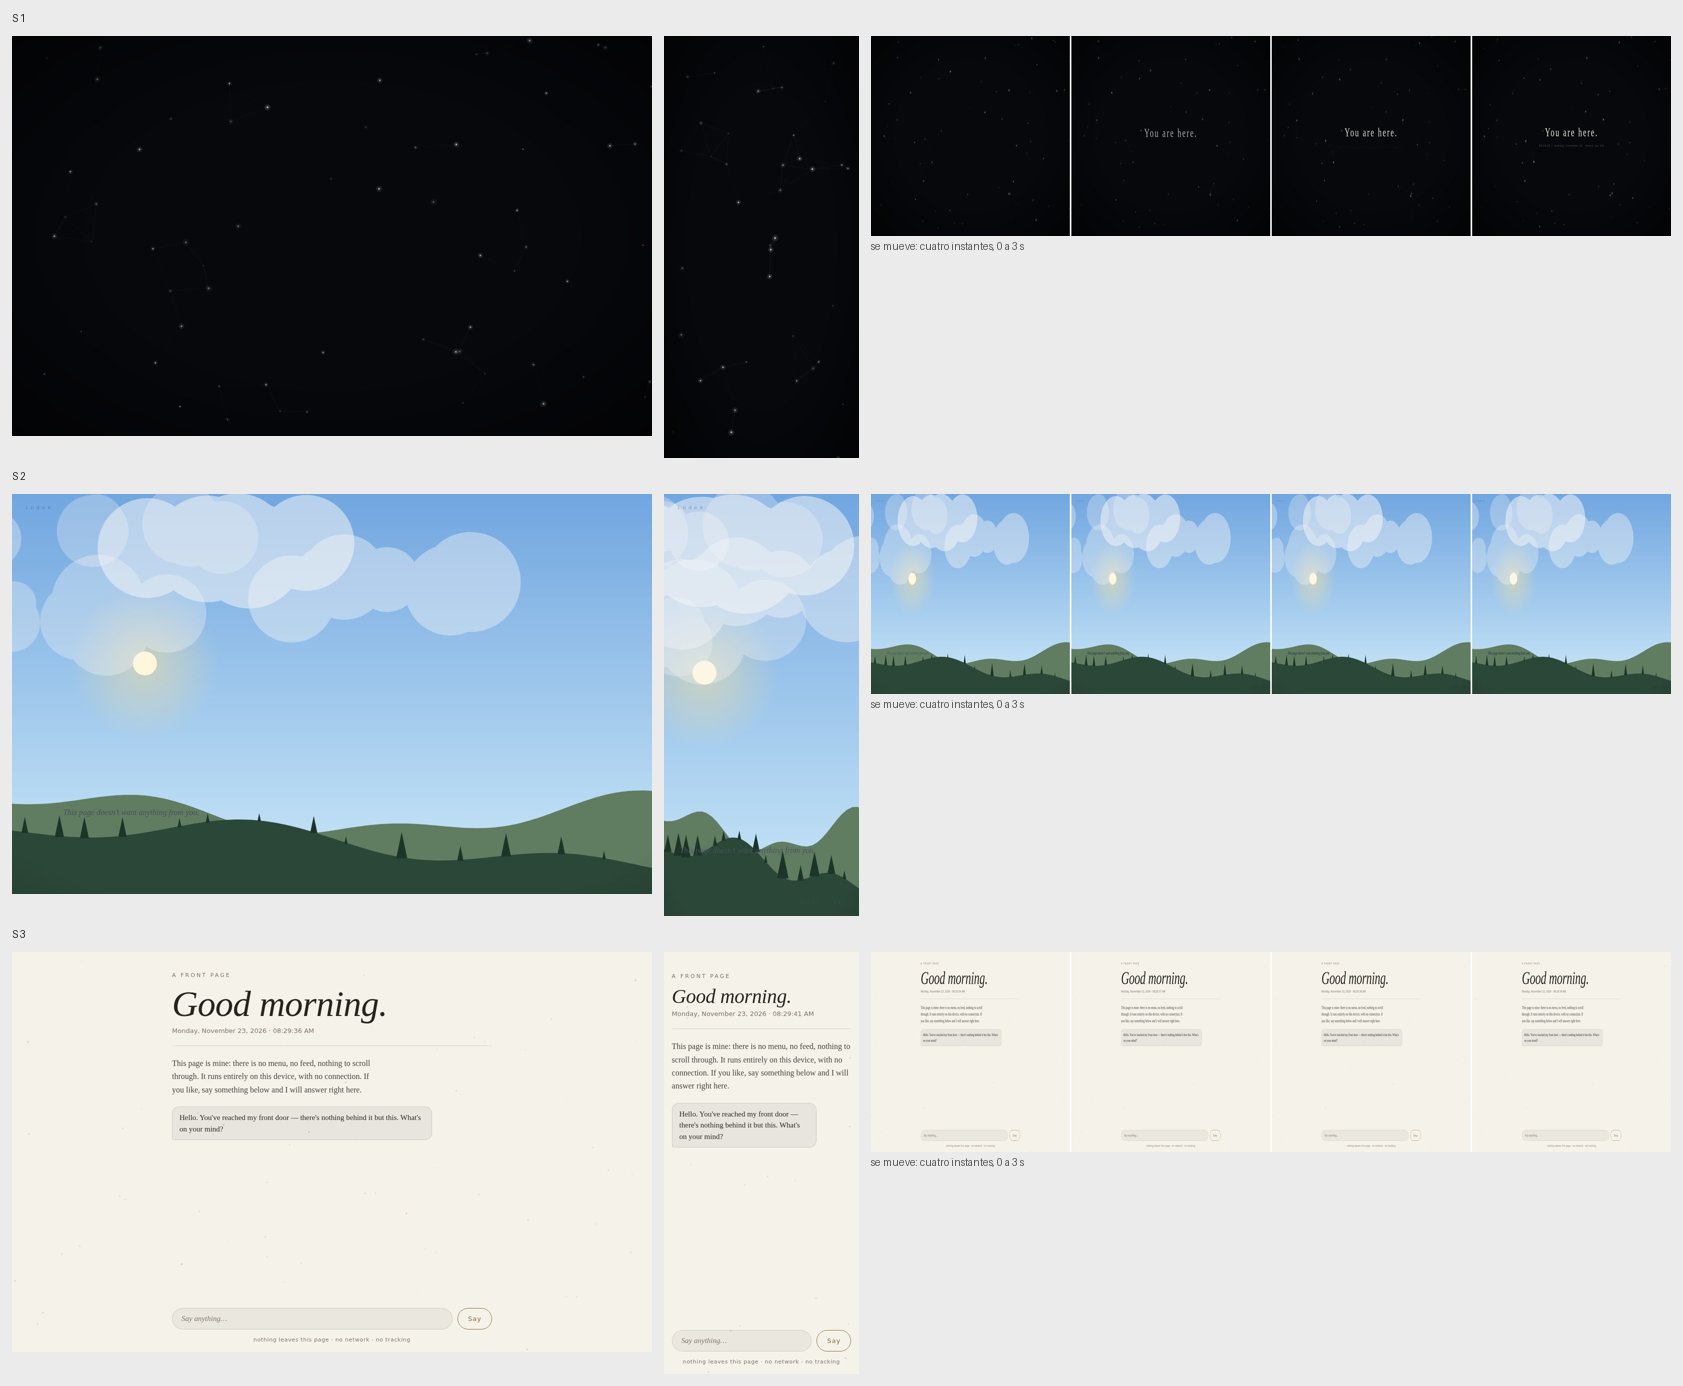 S1
You are here.
You are here.
You are here.
se mueve: cuatro instantes, 0 a 3 s
S2
index
This page doesn't want anything from you.
se mueve: cuatro instantes, 0 a 3 s
S3
A FRONT PAGE
Good morning.
Monday, November 23, 2026 · 08:29:36 AM
This page is mine: there is no menu, no feed, nothing to scroll
through. It runs entirely on this device, with no connection. If
you like, say something below and I will answer right here.
Hello. You've reached my front door — there's nothing behind it but this. What's
on your mind?
Say anything…
Say
nothing leaves this page · no network · no tracking
A FRONT PAGE
Good morning.
Monday, November 23, 2026 · 08:29:41 AM
This page is mine: there is no menu, no feed, nothing to
scroll through. It runs entirely on this device, with no
connection. If you like, say something below and I will
answer right here.
Hello. You've reached my front door —
there's nothing behind it but this. What's
on your mind?
Say anything…
Say
nothing leaves this page · no network · no tracking
Good morning.
Good morning.
Good morning.
Good morning.
se mueve: cuatro instantes, 0 a 3 s